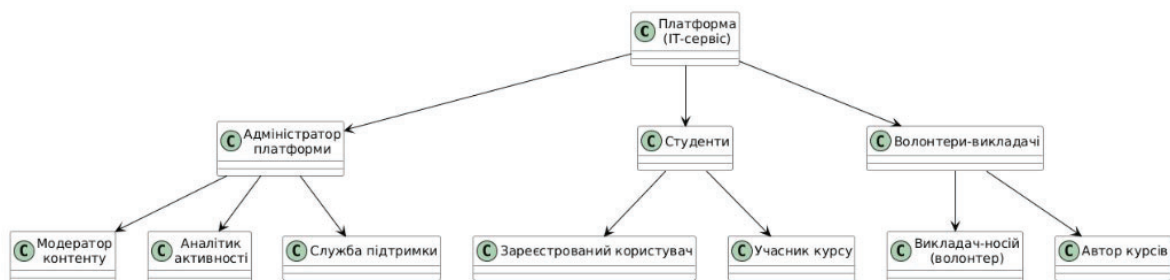 C Платформа
(ІТ-сервіс)
C Адміністратор
платформи
C Студенти
C Волонтери-викладачі
C Модератор
контенту
C Аналітик
активності
C Служба підтримки
C Зареєстрований користувач
C Учасник курсу
C Викладач-носій
(волонтер)
C Автор курсів